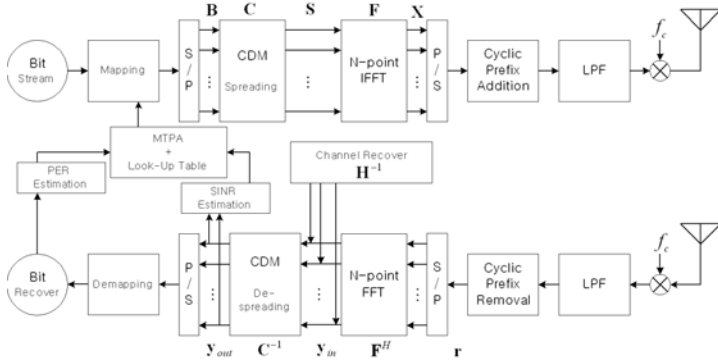 B C S F X
f_c
Bit
Stream
Mapping
S
/
P
⋮
CDM
Spreading
⋮
N-point
IFFT
⋮
P
/
S
Cyclic
Prefix
Addition
LPF
MTPA
+
Look-Up Table
PER
Estimation
SINR
Estimation
Channel Recover
H⁻¹
f_c
Bit
Recover
Demapping
P
/
S
⋮
CDM
De-
spreading
⋮
N-point
FFT
⋮
S
/
P
Cyclic
Prefix
Removal
LPF
y_out C⁻¹ y_in F^H r